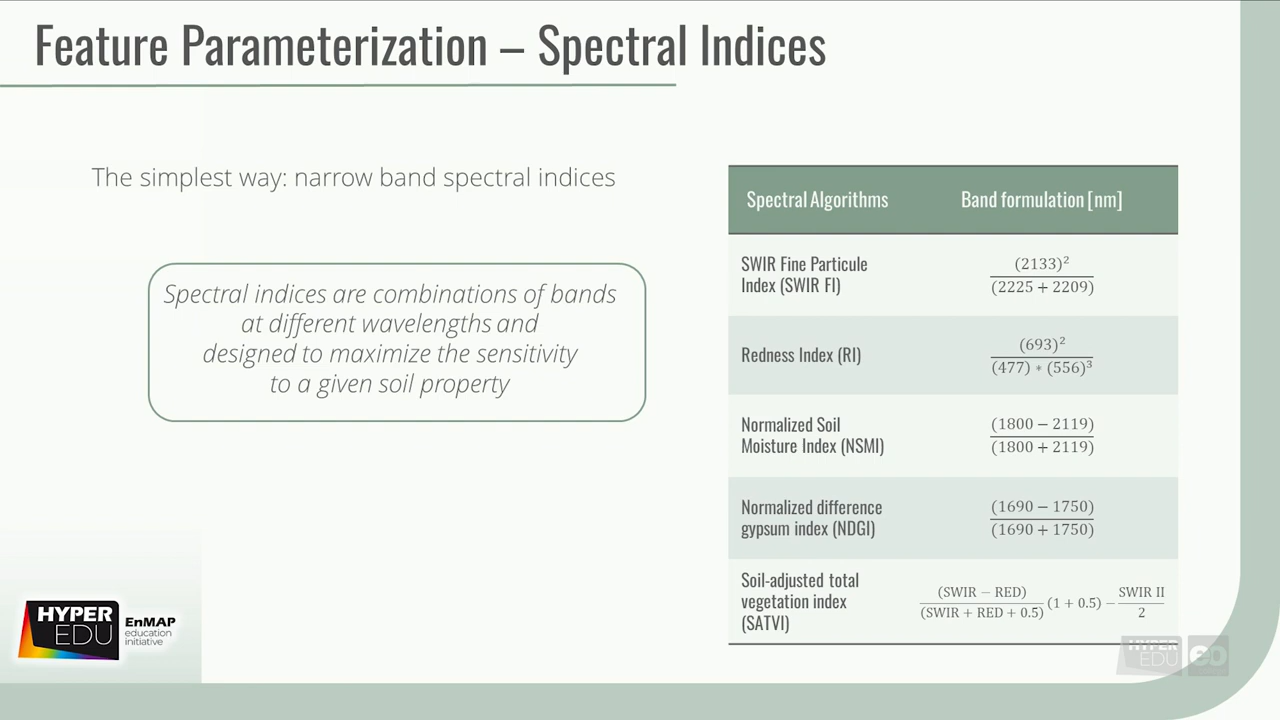 Feature Parameterization – Spectral Indices
The simplest way: narrow band spectral indices
Spectral indices are combinations of bands
at different wavelengths and
designed to maximize the sensitivity
to a given soil property
Spectral Algorithms Band formulation [nm]
SWIR Fine Particule
Index (SWIR FI)
(2133)²
(2225 + 2209)
Redness Index (RI)
(693)²
(477) ∗ (556)³
Normalized Soil
Moisture Index (NSMI)
(1800 − 2119)
(1800 + 2119)
Normalized difference
gypsum index (NDGI)
(1690 − 1750)
(1690 + 1750)
Soil-adjusted total
vegetation index
(SATVI)
(SWIR − RED)
(SWIR + RED + 0.5)
(1 + 0.5) −
SWIR II
2
HYPER
EDU
EnMAP
education
initiative
HYPER
EDU
eo